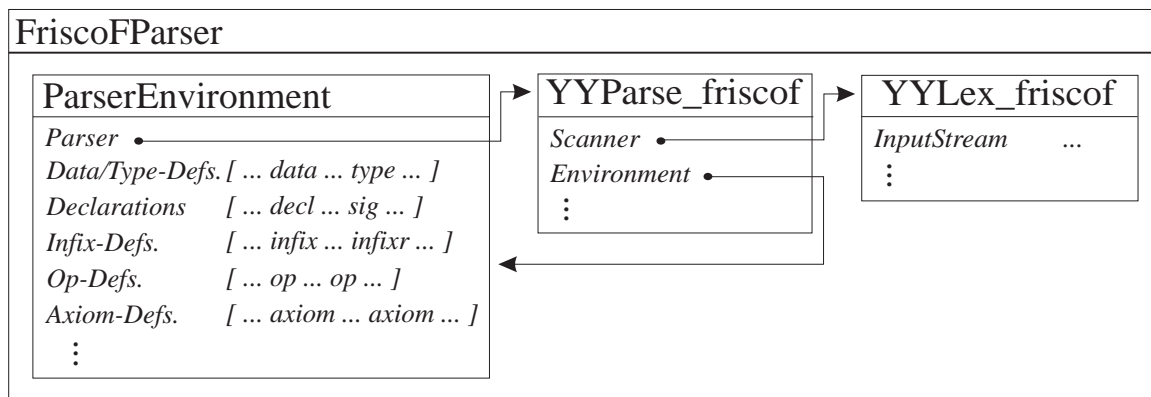 FriscoFParser
ParserEnvironment
Parser
Data/Type-Defs. [ ... data ... type ... ]
Declarations [ ... decl ... sig ... ]
Infix-Defs. [ ... infix ... infixr ... ]
Op-Defs. [ ... op ... op ... ]
Axiom-Defs. [ ... axiom ... axiom ... ]
⋮
YYParse_friscof
Scanner
Environment
⋮
YYLex_friscof
InputStream ...
⋮